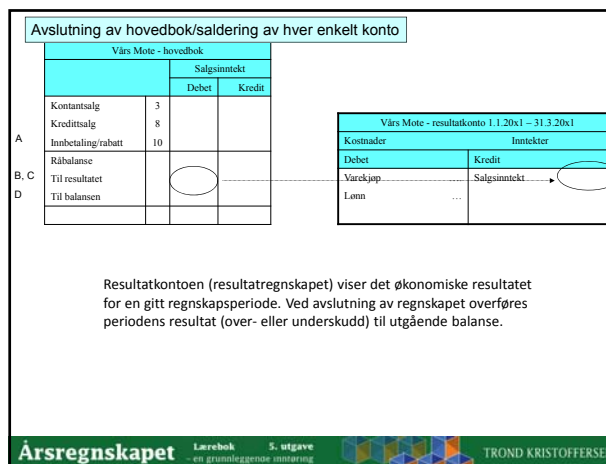 Avslutning av hovedbok/saldering av hver enkelt konto
Vårs Mote - hovedbok
Salgsinntekt
Debet Kredit
Kontantsalg 3
Kredittsalg 8
A Innbetaling/rabatt 10
Råbalanse
B, C Til resultatet
D Til balansen
Vårs Mote - resultatkonto 1.1.20x1 – 31.3.20x1
Kostnader Inntekter
Debet Kredit
Varekjøp ... Salgsinntekt
Lønn ...
Resultatkontoen (resultatregnskapet) viser det økonomiske resultatet
for en gitt regnskapsperiode. Ved avslutning av regnskapet overføres
periodens resultat (over- eller underskudd) til utgående balanse.
Årsregnskapet Lærebok 5. utgave
– en grunnleggende innføring
TROND KRISTOFFERSE